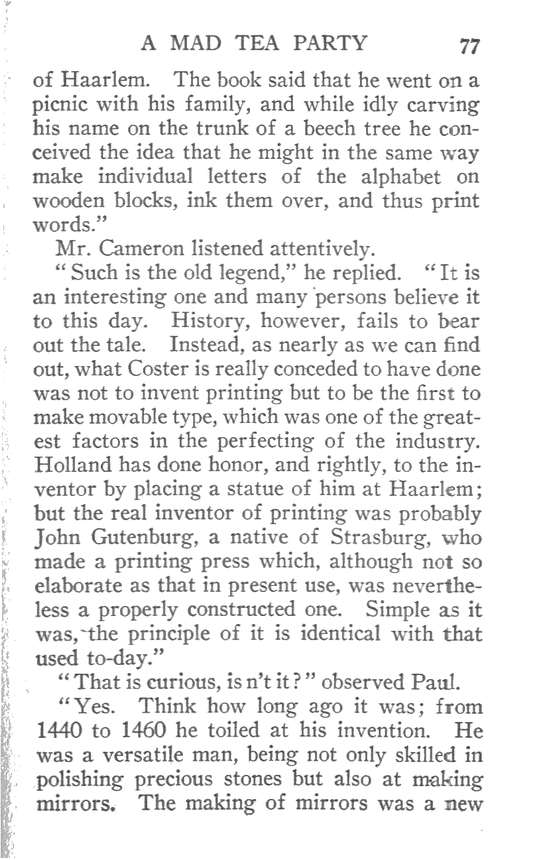 A MAD TEA PARTY 77
of Haarlem. The book said that he went on a
picnic with his family, and while idly carving
his name on the trunk of a beech tree he con-
ceived the idea that he might in the same way
make individual letters of the alphabet on
wooden blocks, ink them over, and thus print
words.”
Mr. Cameron listened attentively.
“Such is the old legend,” he replied. “It is
an interesting one and many persons believe it
to this day. History, however, fails to bear
out the tale. Instead, as nearly as we can find
out, what Coster is really conceded to have done
was not to invent printing but to be the first to
make movable type, which was one of the great-
est factors in the perfecting of the industry.
Holland has done honor, and rightly, to the in-
ventor by placing a statue of him at Haarlem;
but the real inventor of printing was probably
John Gutenburg, a native of Strasburg, who
made a printing press which, although not so
elaborate as that in present use, was neverthe-
less a properly constructed one. Simple as it
was, the principle of it is identical with that
used to-day.”
“That is curious, is n’t it?” observed Paul.
“Yes. Think how long ago it was; from
1440 to 1460 he toiled at his invention. He
was a versatile man, being not only skilled in
polishing precious stones but also at making
mirrors. The making of mirrors was a new